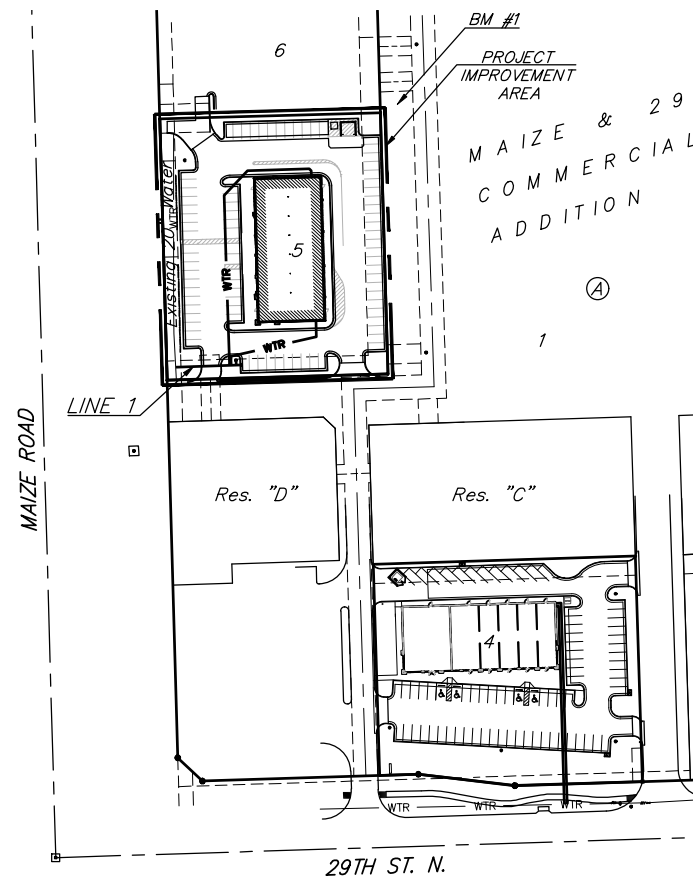 BM #1
6
PROJECT
IMPROVEMENT
AREA
MAIZE & 29
COMMERCIAL
ADDITION
Existing 20" Water
WTR
5
WTR
WTR
A
1
LINE 1
MAIZE ROAD
Res. "D"
Res. "C"
4
WTR WTR WTR
29TH ST. N.